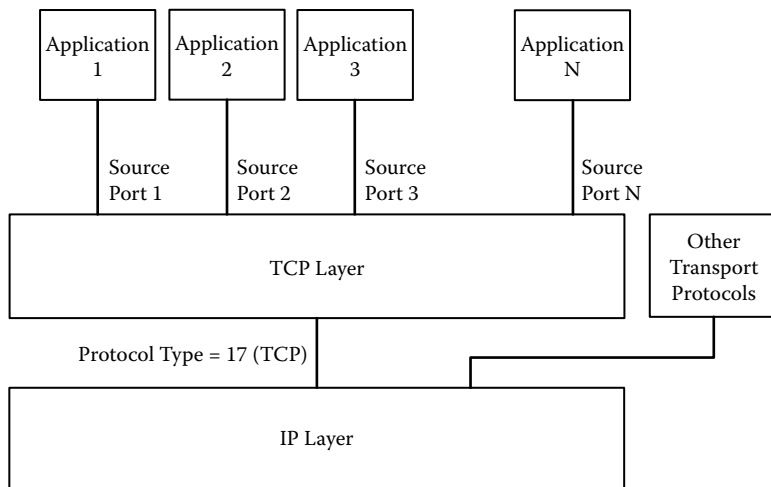 Application
1
Application
2
Application
3
Application
N
Source
Port 1
Source
Port 2
Source
Port 3
Source
Port N
TCP Layer
Other
Transport
Protocols
Protocol Type = 17 (TCP)
IP Layer